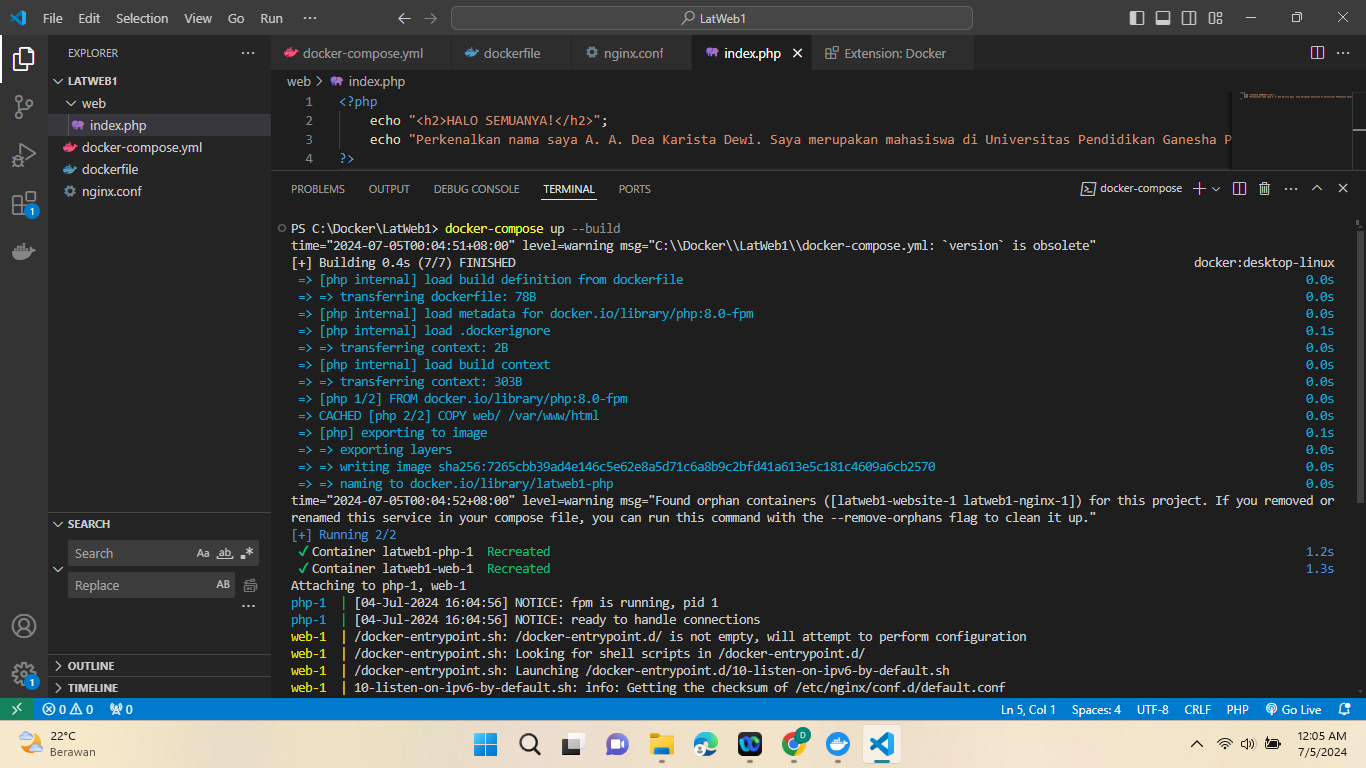 File Edit Selection View Go Run ··· LatWeb1
EXPLORER ···
LATWEB1
web
index.php
docker-compose.yml
dockerfile
nginx.conf
SEARCH
Search Aa ab .*
Replace AB
···
OUTLINE
TIMELINE
1
1
docker-compose.yml dockerfile nginx.conf index.php Extension: Docker ···
web > index.php
1 <?php
2 echo "<h2>HALO SEMUANYA!</h2>";
3 echo "Perkenalkan nama saya A. A. Dea Karista Dewi. Saya merupakan mahasiswa di Universitas Pendidikan Ganesha P
4 ?>
PROBLEMS OUTPUT DEBUG CONSOLE TERMINAL PORTS docker-compose ···
PS C:\Docker\LatWeb1> docker-compose up --build
time="2024-07-05T00:04:51+08:00" level=warning msg="C:\\Docker\\LatWeb1\\docker-compose.yml: `version` is obsolete"
[+] Building 0.4s (7/7) FINISHED docker:desktop-linux
=> [php internal] load build definition from dockerfile 0.0s
=> => transferring dockerfile: 78B 0.0s
=> [php internal] load metadata for docker.io/library/php:8.0-fpm 0.0s
=> [php internal] load .dockerignore 0.1s
=> => transferring context: 2B 0.0s
=> [php internal] load build context 0.0s
=> => transferring context: 303B 0.0s
=> [php 1/2] FROM docker.io/library/php:8.0-fpm 0.0s
=> CACHED [php 2/2] COPY web/ /var/www/html 0.0s
=> [php] exporting to image 0.1s
=> => exporting layers 0.0s
=> => writing image sha256:7265cbb39ad4e146c5e62e8a5d71c6a8b9c2bfd41a613e5c181c4609a6cb2570 0.0s
=> => naming to docker.io/library/latweb1-php 0.0s
time="2024-07-05T00:04:52+08:00" level=warning msg="Found orphan containers ([latweb1-website-1 latweb1-nginx-1]) for this project. If you removed or
renamed this service in your compose file, you can run this command with the --remove-orphans flag to clean it up."
[+] Running 2/2
✓ Container latweb1-php-1 Recreated 1.2s
✓ Container latweb1-web-1 Recreated 1.3s
Attaching to php-1, web-1
php-1 | [04-Jul-2024 16:04:56] NOTICE: fpm is running, pid 1
php-1 | [04-Jul-2024 16:04:56] NOTICE: ready to handle connections
web-1 | /docker-entrypoint.sh: /docker-entrypoint.d/ is not empty, will attempt to perform configuration
web-1 | /docker-entrypoint.sh: Looking for shell scripts in /docker-entrypoint.d/
web-1 | /docker-entrypoint.sh: Launching /docker-entrypoint.d/10-listen-on-ipv6-by-default.sh
web-1 | 10-listen-on-ipv6-by-default.sh: info: Getting the checksum of /etc/nginx/conf.d/default.conf
0 0 0 Ln 5, Col 1 Spaces: 4 UTF-8 CRLF PHP Go Live
22°C
Berawan
D
12:05 AM
7/5/2024